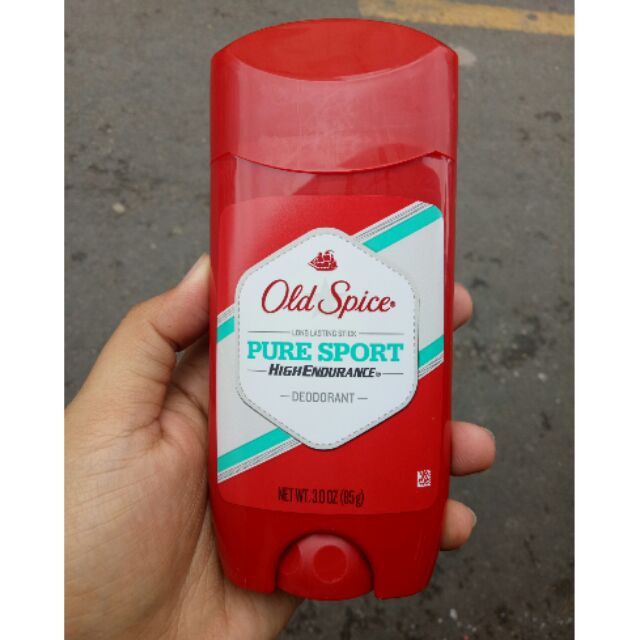 Old Spice®
LONG LASTING STICK
PURE SPORT
HIGH ENDURANCE®
DEODORANT
NET WT. 3.0 OZ (85g)